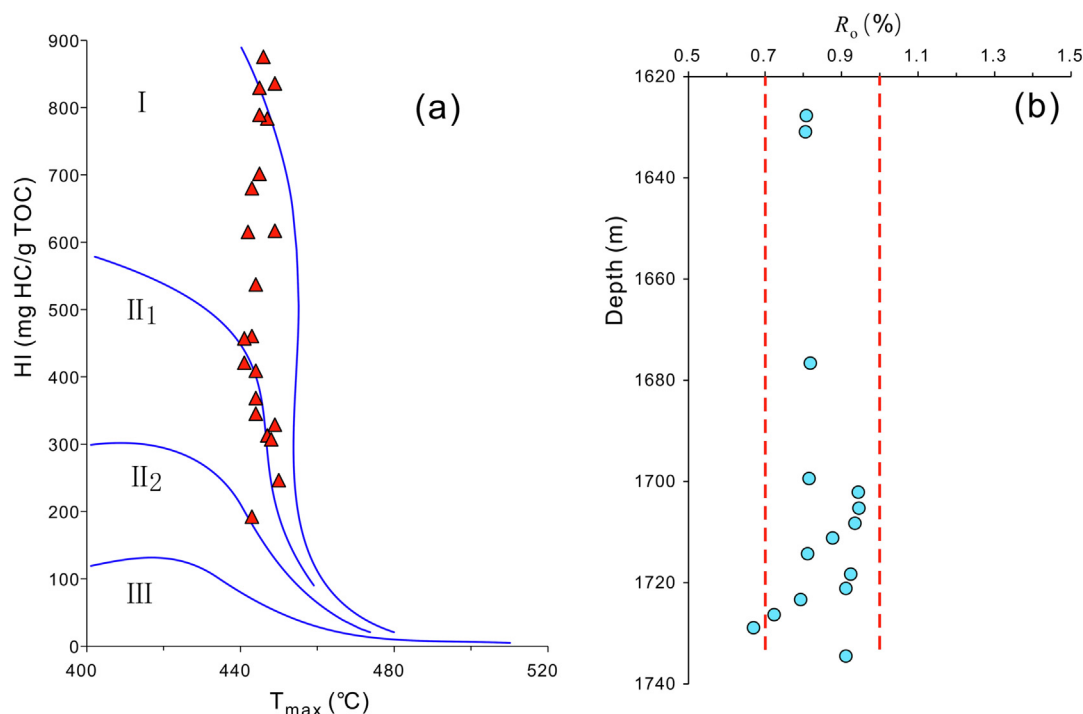 (a)
HI (mg HC/g TOC)
900
800
700
600
500
400
300
200
100
0
I
II1
II2
III
400 440 480 520
Tmax (℃)
(b)
Ro (%)
0.5 0.7 0.9 1.1 1.3 1.5
Depth (m)
1620
1640
1660
1680
1700
1720
1740